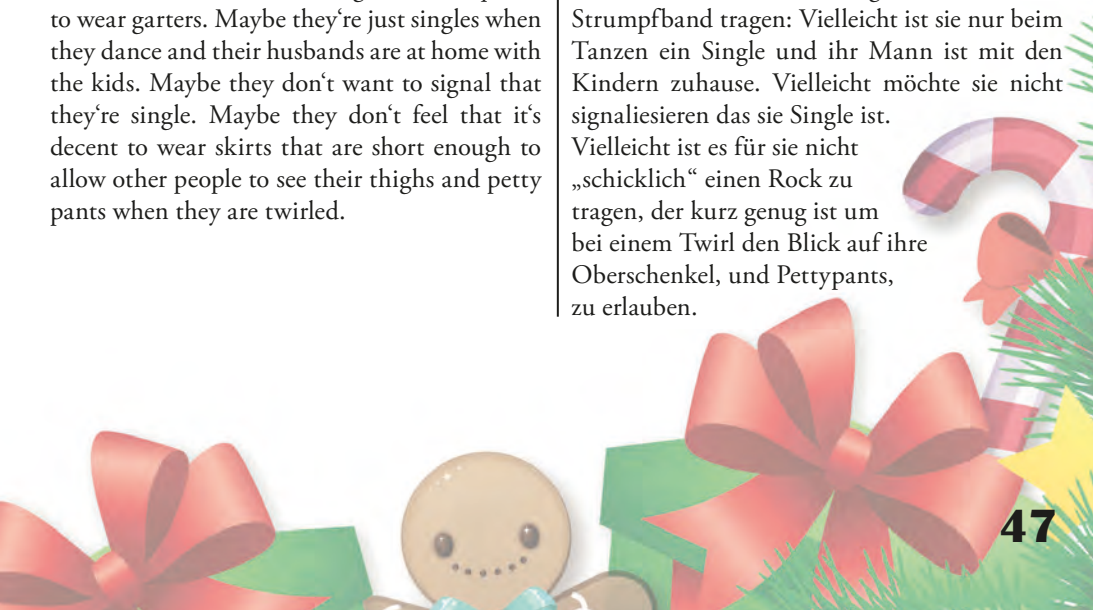 to wear garters. Maybe they‘re just singles when
they dance and their husbands are at home with
the kids. Maybe they don‘t want to signal that
they‘re single. Maybe they don‘t feel that it‘s
decent to wear skirts that are short enough to
allow other people to see their thighs and petty
pants when they are twirled.
Strumpfband tragen: Vielleicht ist sie nur beim
Tanzen ein Single und ihr Mann ist mit den
Kindern zuhause. Vielleicht möchte sie nicht
signaliesieren das sie Single ist.
Vielleicht ist es für sie nicht
„schicklich“ einen Rock zu
tragen, der kurz genug ist um
bei einem Twirl den Blick auf ihre
Oberschenkel, und Pettypants,
zu erlauben.
47